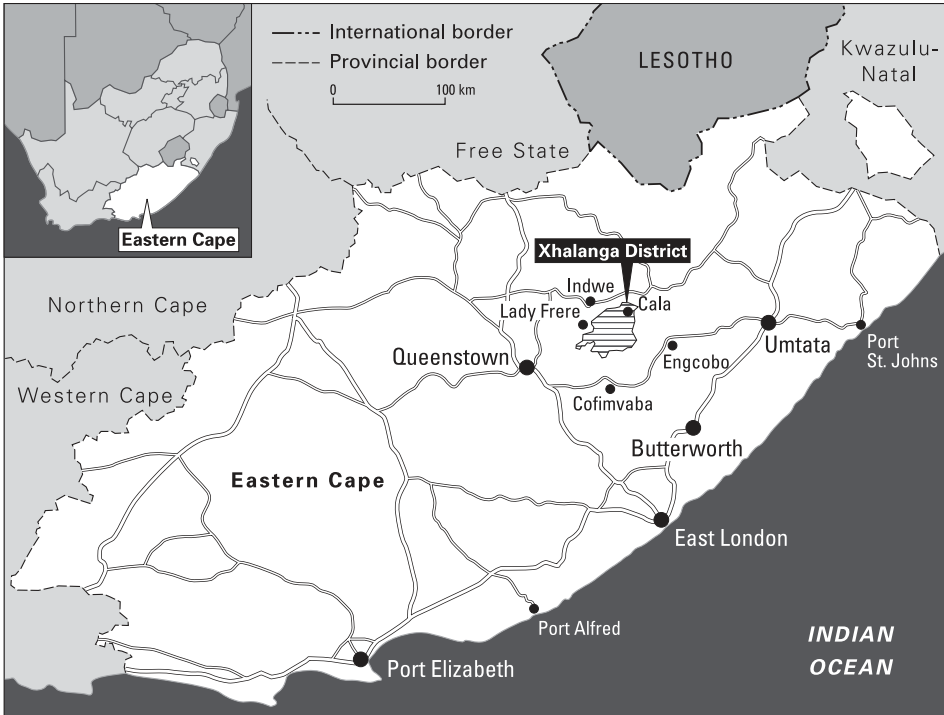 International border
Provincial border
0
100 km
LESOTHO
Kwazulu-
Natal
Free State
Eastern Cape
Xhalanga District
Northern Cape
Indwe
Cala
Lady Frere
Umtata
Port
St. Johns
Queenstown
Engcobo
Western Cape
Cofimvaba
Butterworth
Eastern Cape
East London
Port Alfred
INDIAN
OCEAN
Port Elizabeth